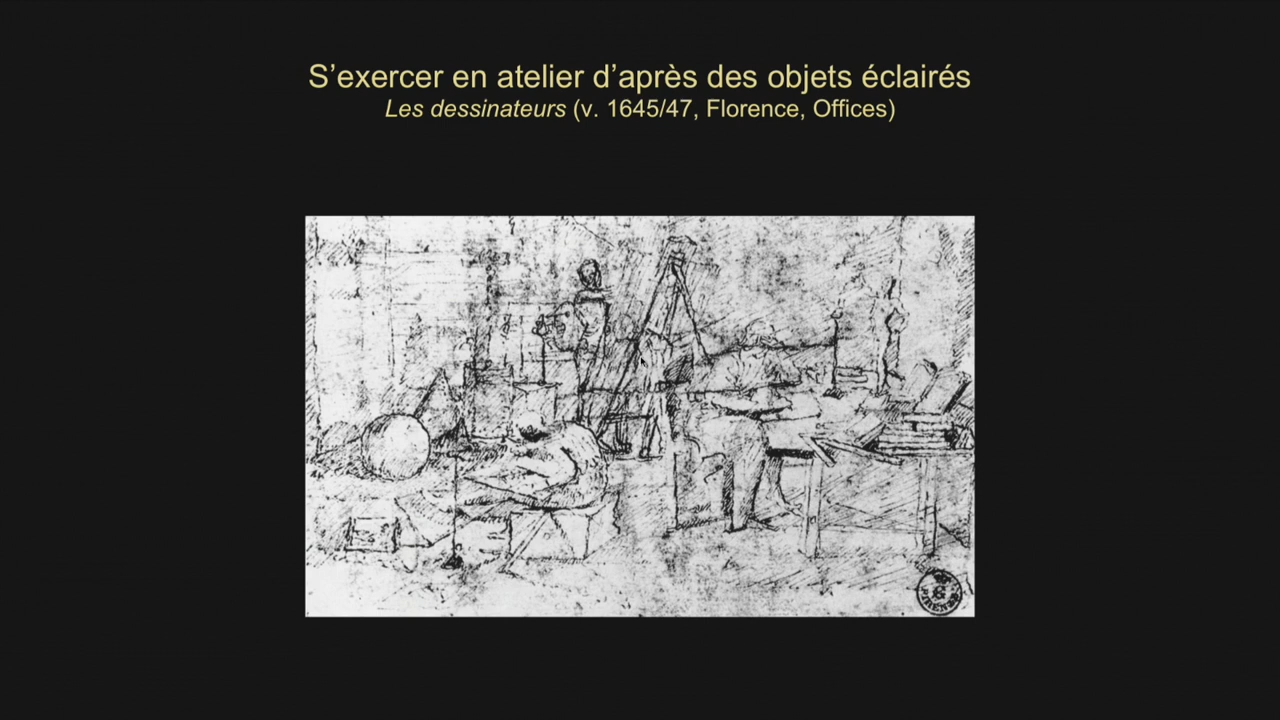 S’exercer en atelier d’après des objets éclairés
Les dessinateurs (v. 1645/47, Florence, Offices)